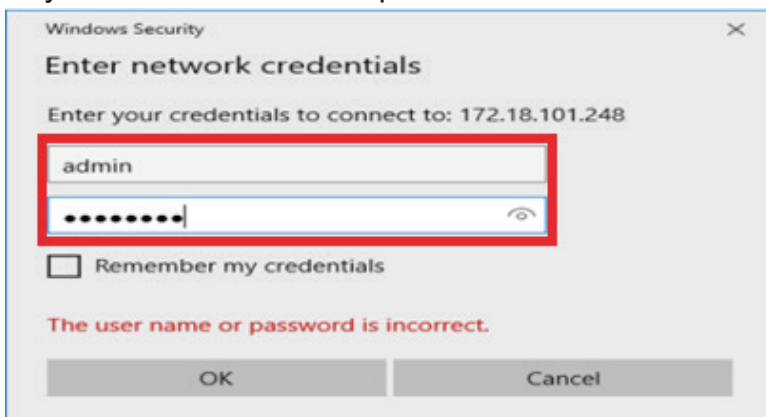 Windows Security
Enter network credentials
Enter your credentials to connect to: 172.18.101.248
admin
••••••••
Remember my credentials
The user name or password is incorrect.
OK Cancel